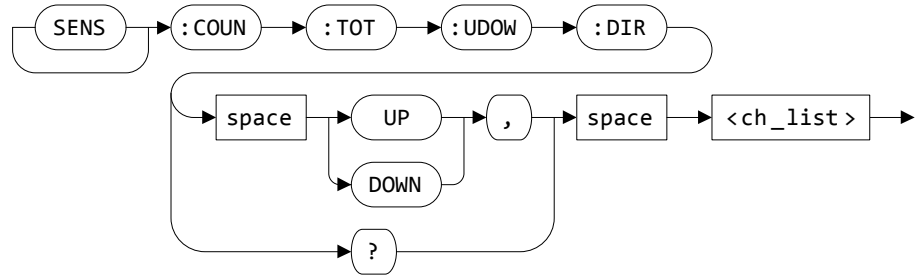 SENS :COUN :TOT :UDOW :DIR
space UP , space <ch_list>
DOWN
?